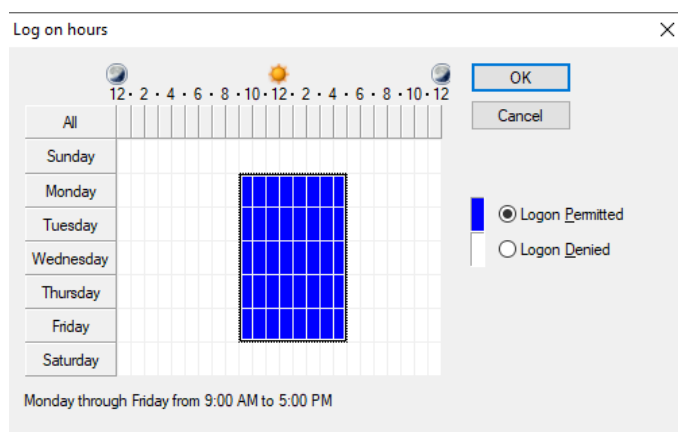 Log on hours
12 · 2 · 4 · 6 · 8 · 10 · 12 · 2 · 4 · 6 · 8 · 10 · 12
OK
All
Cancel
Sunday
Monday
Tuesday
Logon Permitted
Wednesday
Logon Denied
Thursday
Friday
Saturday
Monday through Friday from 9:00 AM to 5:00 PM